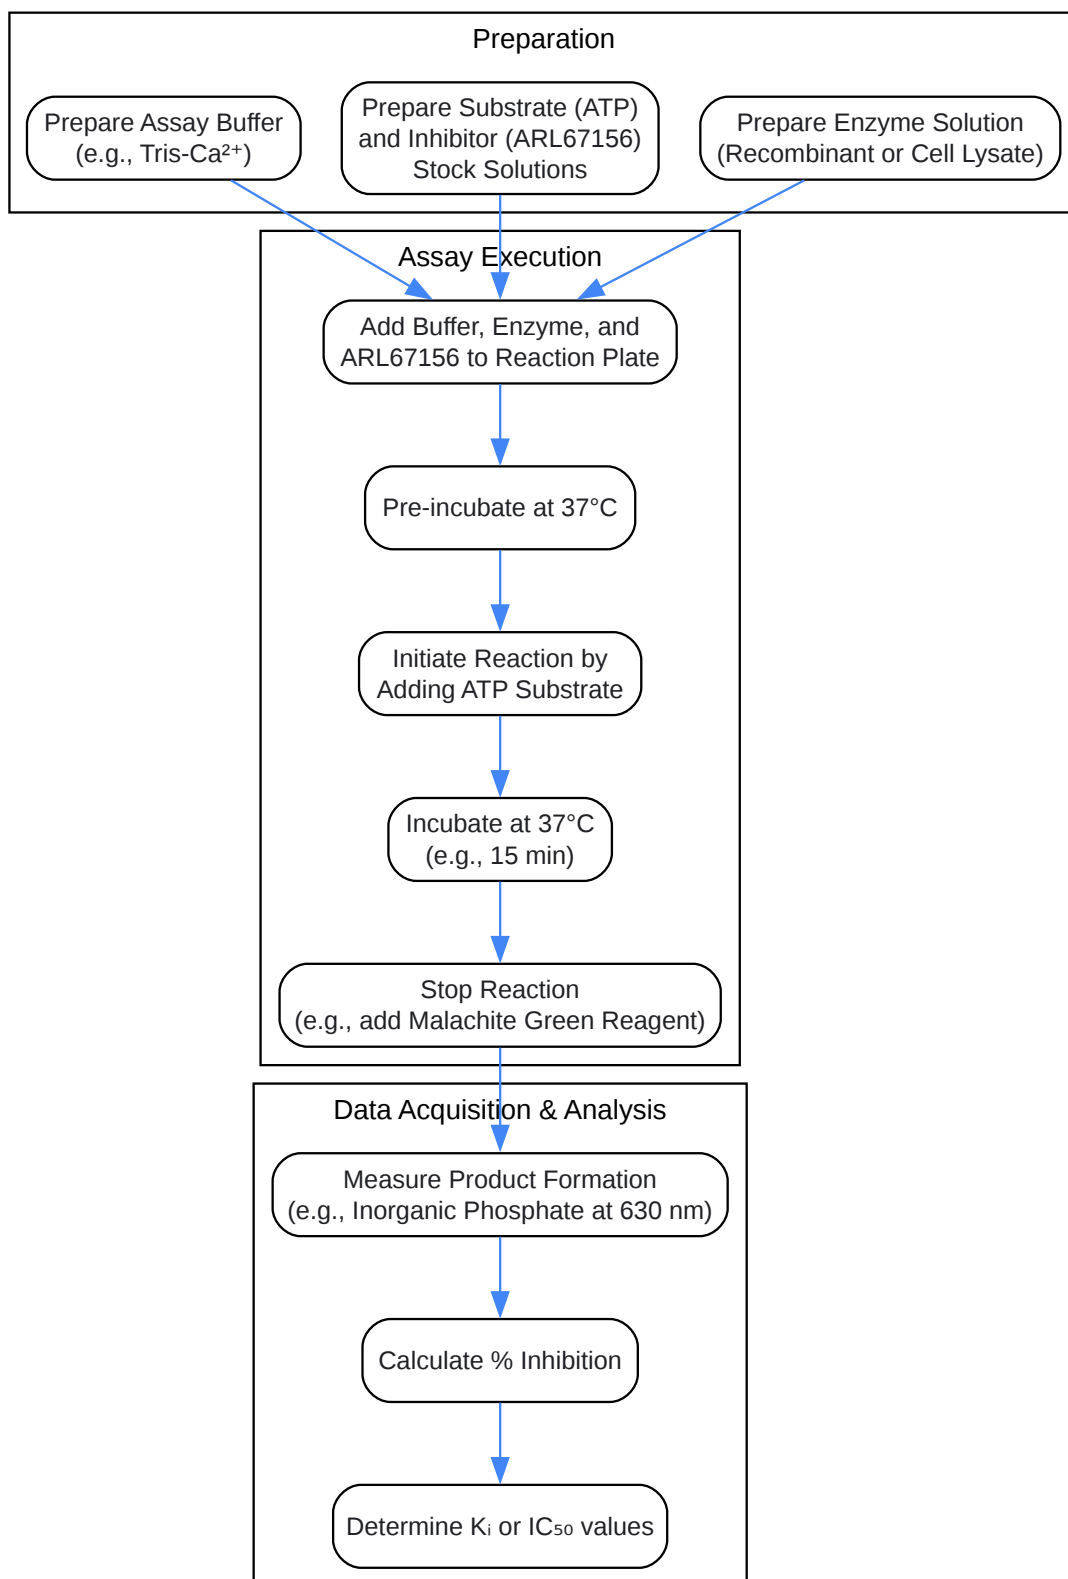 Preparation
Prepare Assay Buffer
(e.g., Tris-Ca²⁺)
Prepare Substrate (ATP)
and Inhibitor (ARL67156)
Stock Solutions
Prepare Enzyme Solution
(Recombinant or Cell Lysate)
Assay Execution
Add Buffer, Enzyme, and
ARL67156 to Reaction Plate
Pre-incubate at 37°C
Initiate Reaction by
Adding ATP Substrate
Incubate at 37°C
(e.g., 15 min)
Stop Reaction
(e.g., add Malachite Green Reagent)
Data Acquisition & Analysis
Measure Product Formation
(e.g., Inorganic Phosphate at 630 nm)
Calculate % Inhibition
Determine Kᵢ or IC₅₀ values